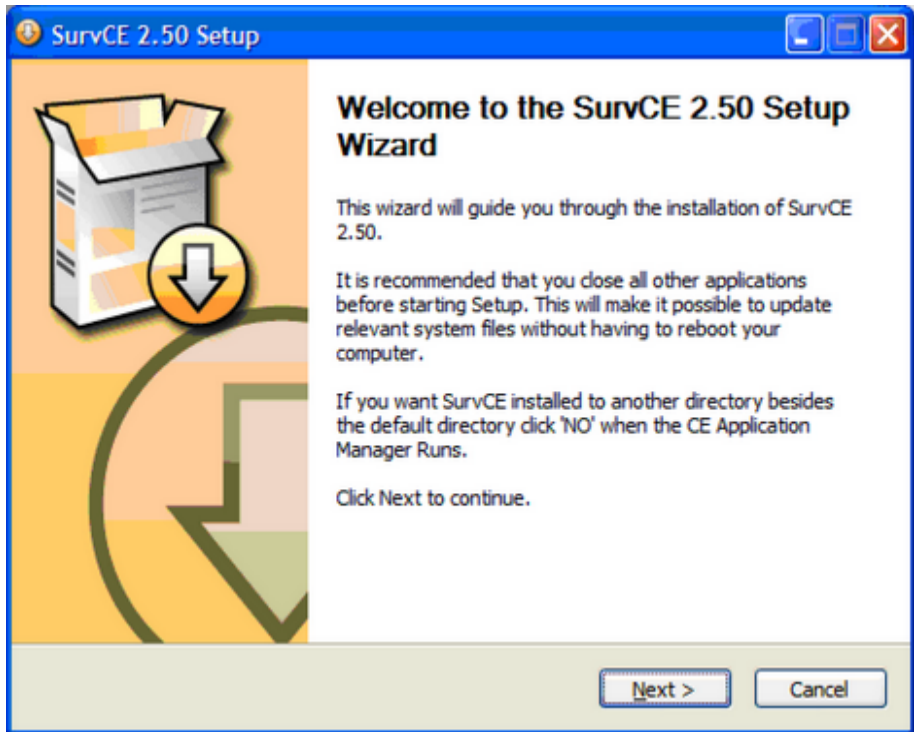 SurvCE 2.50 Setup
Welcome to the SurvCE 2.50 Setup
Wizard
This wizard will guide you through the installation of SurvCE
2.50.
It is recommended that you close all other applications
before starting Setup. This will make it possible to update
relevant system files without having to reboot your
computer.
If you want SurvCE installed to another directory besides
the default directory click 'NO' when the CE Application
Manager Runs.
Click Next to continue.
Next >
Cancel